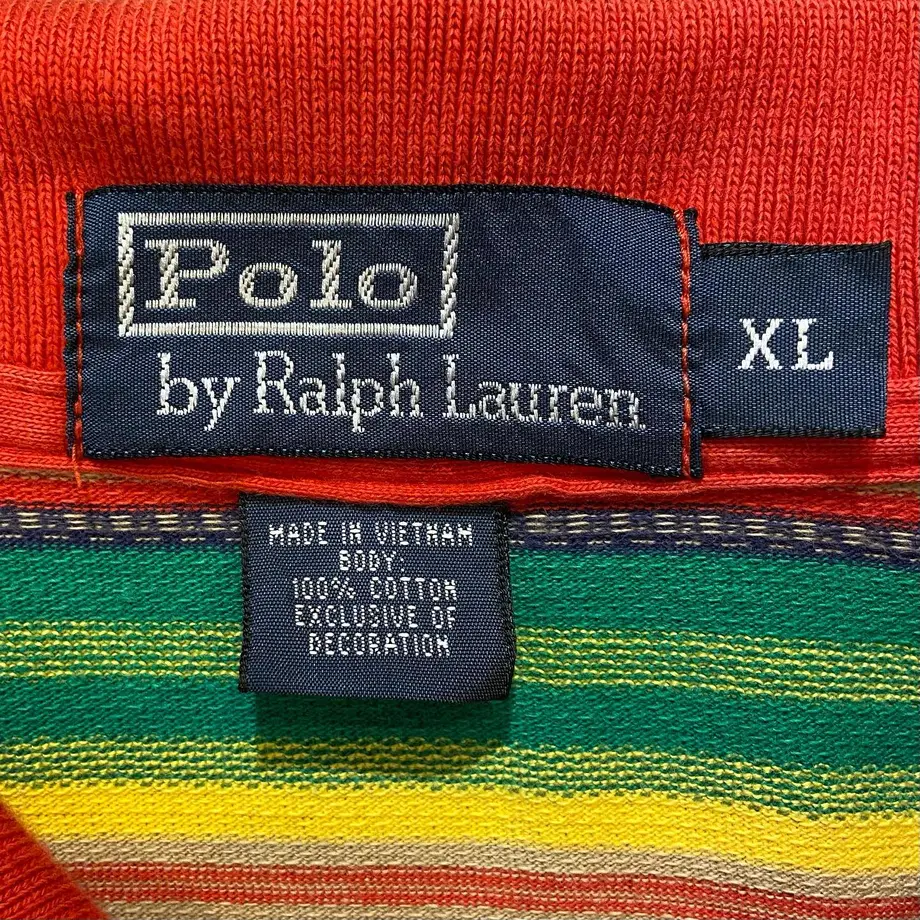 Polo
by Ralph Lauren
XL
MADE IN VIETNAM
BODY:
100% COTTON
EXCLUSIVE OF
DECORATION